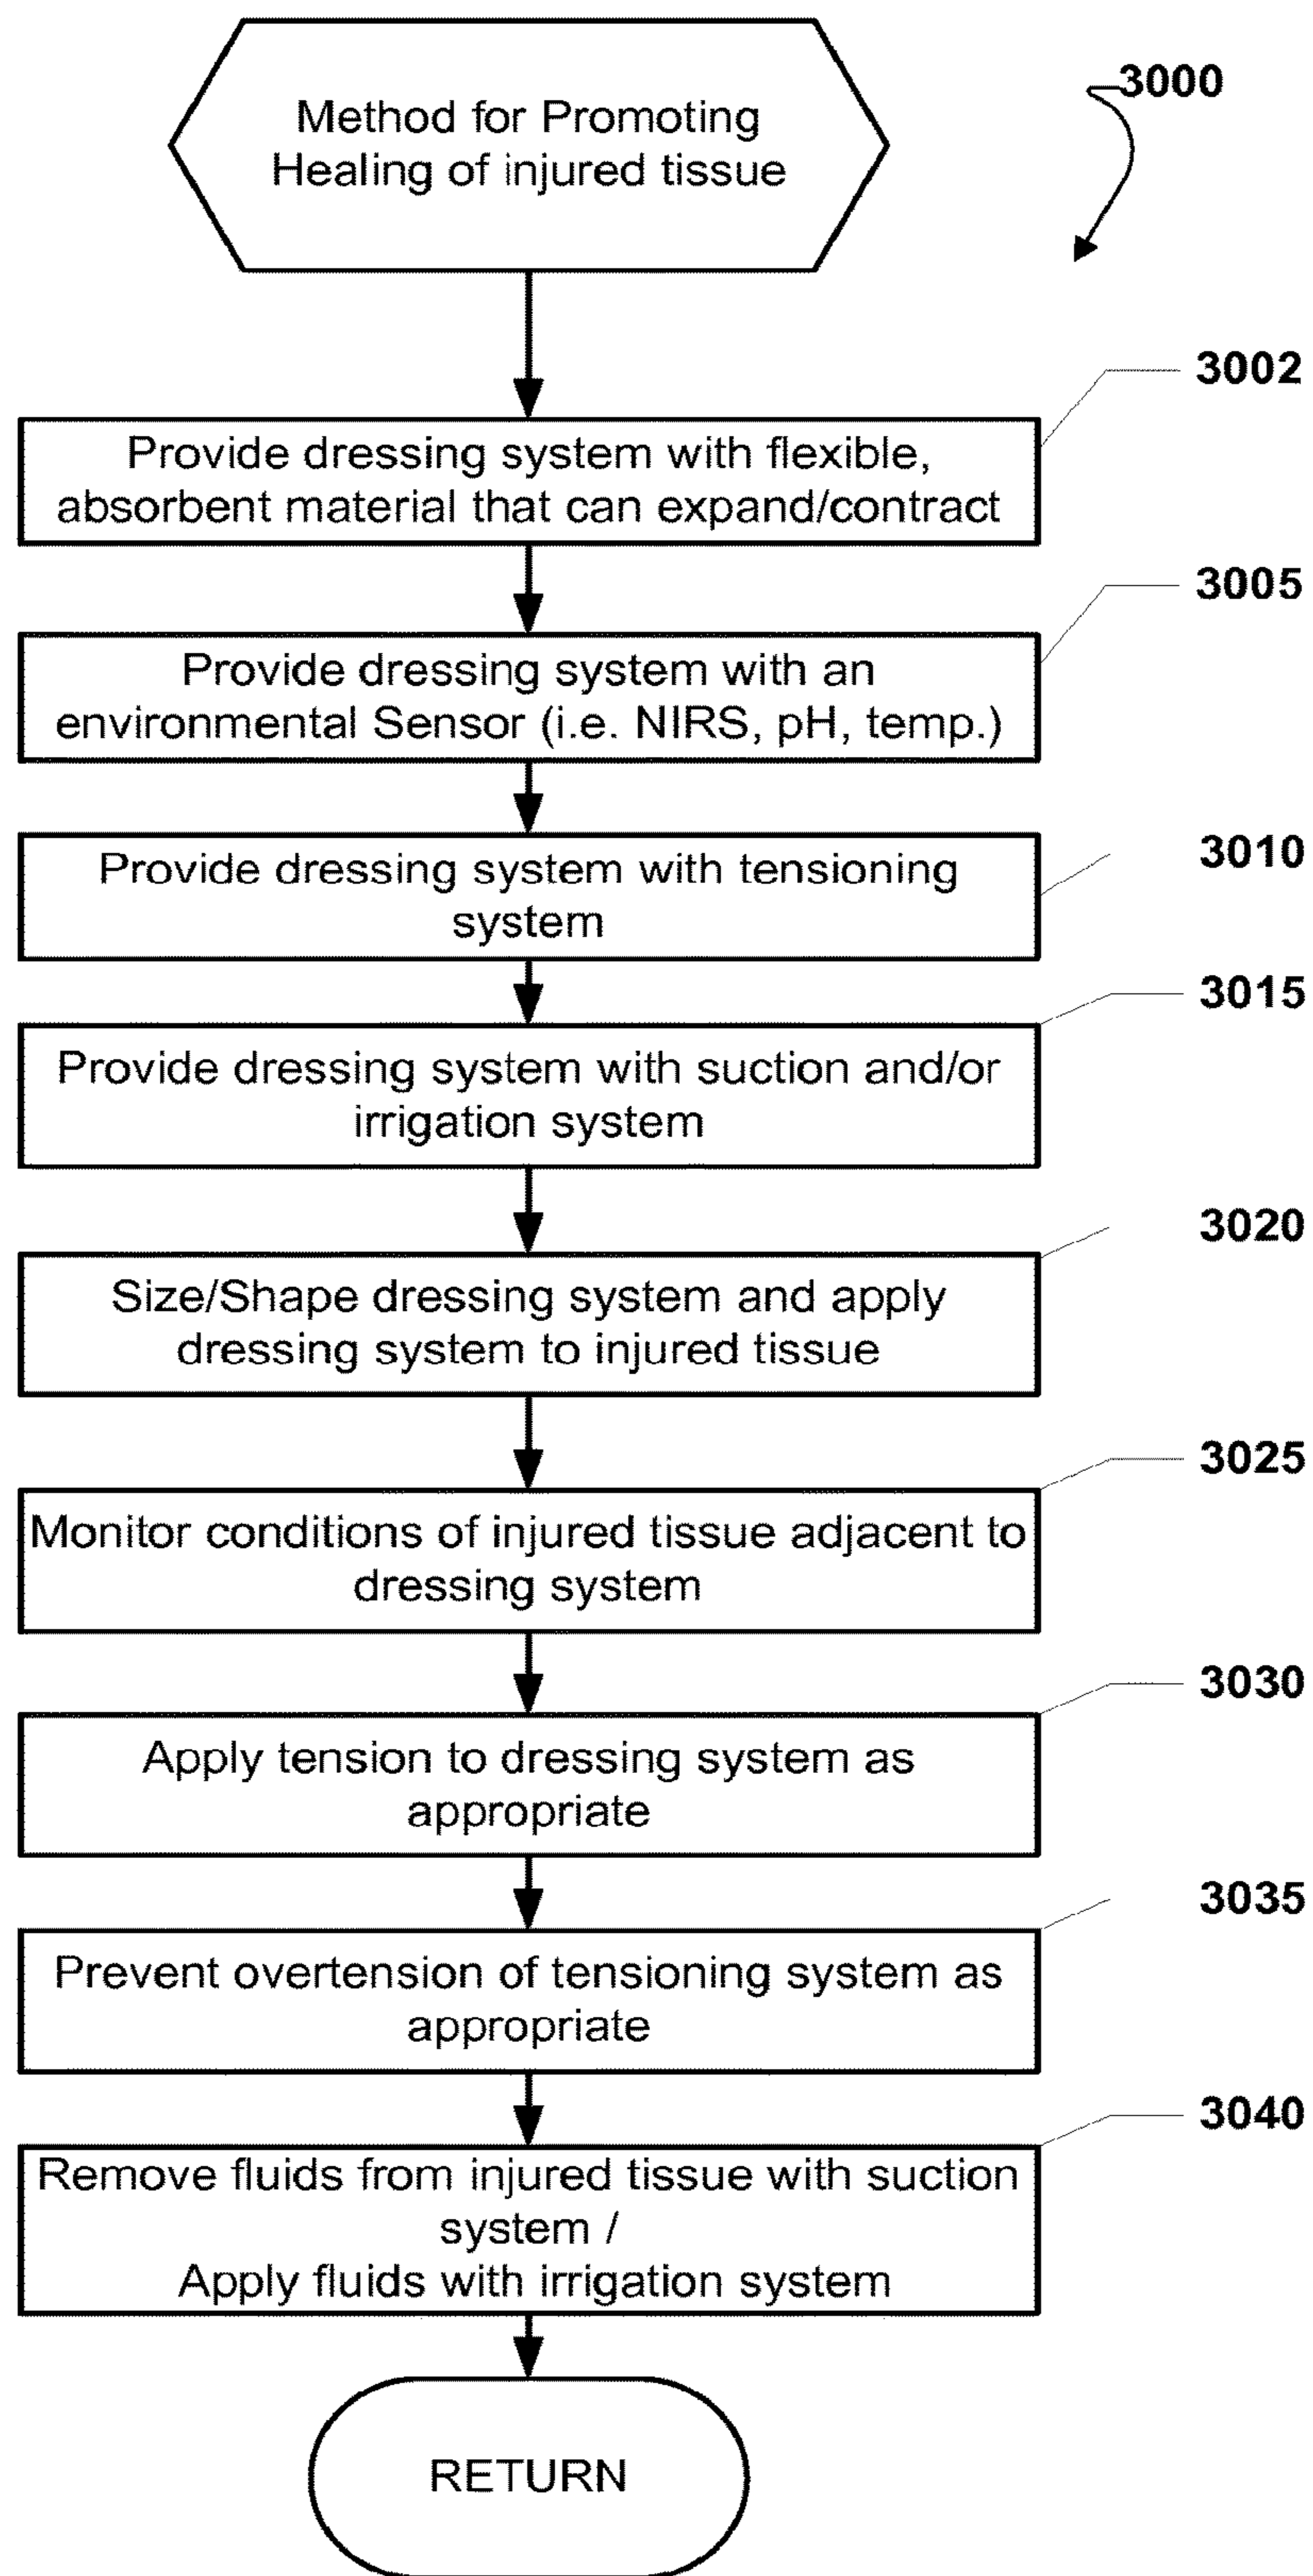 Method for Promoting
Healing of injured tissue
3000
3002
Provide dressing system with flexible,
absorbent material that can expand/contract
3005
Provide dressing system with an
environmental Sensor (i.e. NIRS, pH, temp.)
3010
Provide dressing system with tensioning
system
3015
Provide dressing system with suction and/or
irrigation system
3020
Size/Shape dressing system and apply
dressing system to injured tissue
3025
Monitor conditions of injured tissue adjacent to
dressing system
3030
Apply tension to dressing system as
appropriate
3035
Prevent overtension of tensioning system as
appropriate
3040
Remove fluids from injured tissue with suction
system /
Apply fluids with irrigation system
RETURN